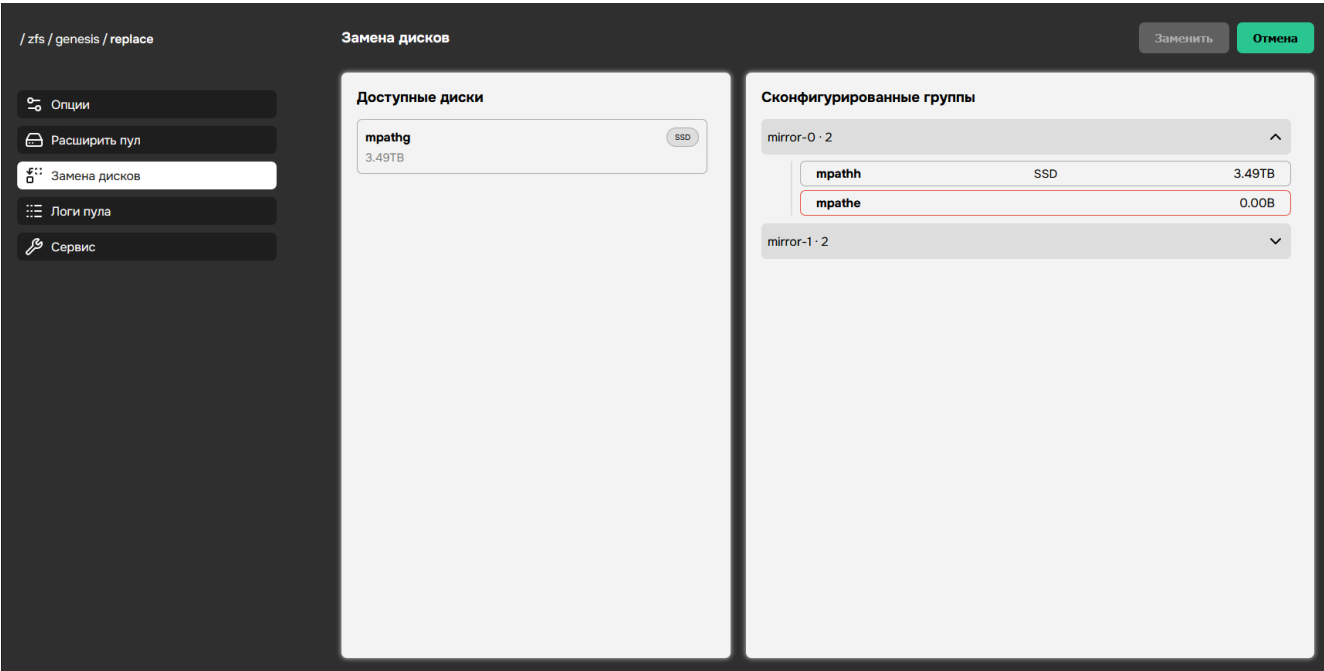 / zfs / genesis / replace
Замена дисков
Заменить
Отмена
Опции
Расширить пул
Замена дисков
Логи пула
Сервис
Доступные диски
mpathg
SSD
3.49TB
Сконфигурированные группы
mirror-0 · 2
mpathh SSD 3.49TB
mpathe 0.00B
mirror-1 · 2